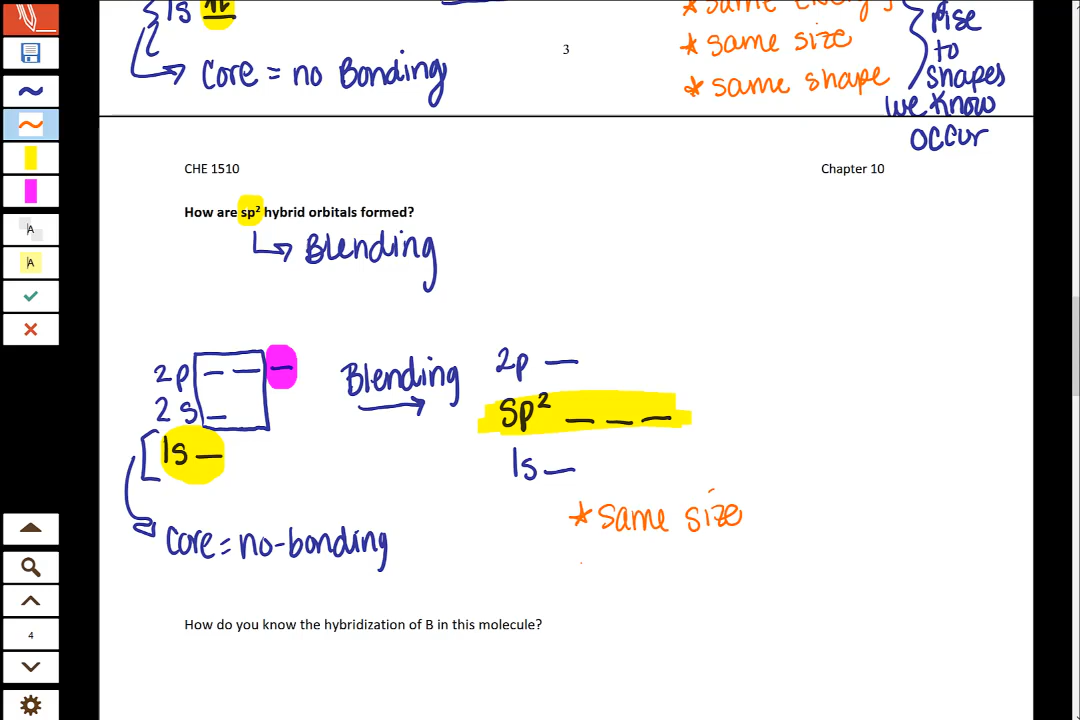 1s 1L
* same size
3
rise
to
Core = no Bonding
* same shape
shapes
we know
occur
CHE 1510
Chapter 10
How are sp² hybrid orbitals formed?
Blending
2p _ _ _
2s _
1s _
Blending
2p _
Sp² _ _ _
1s _
* same size
Core = no-bonding
How do you know the hybridization of B in this molecule?
A
A
4